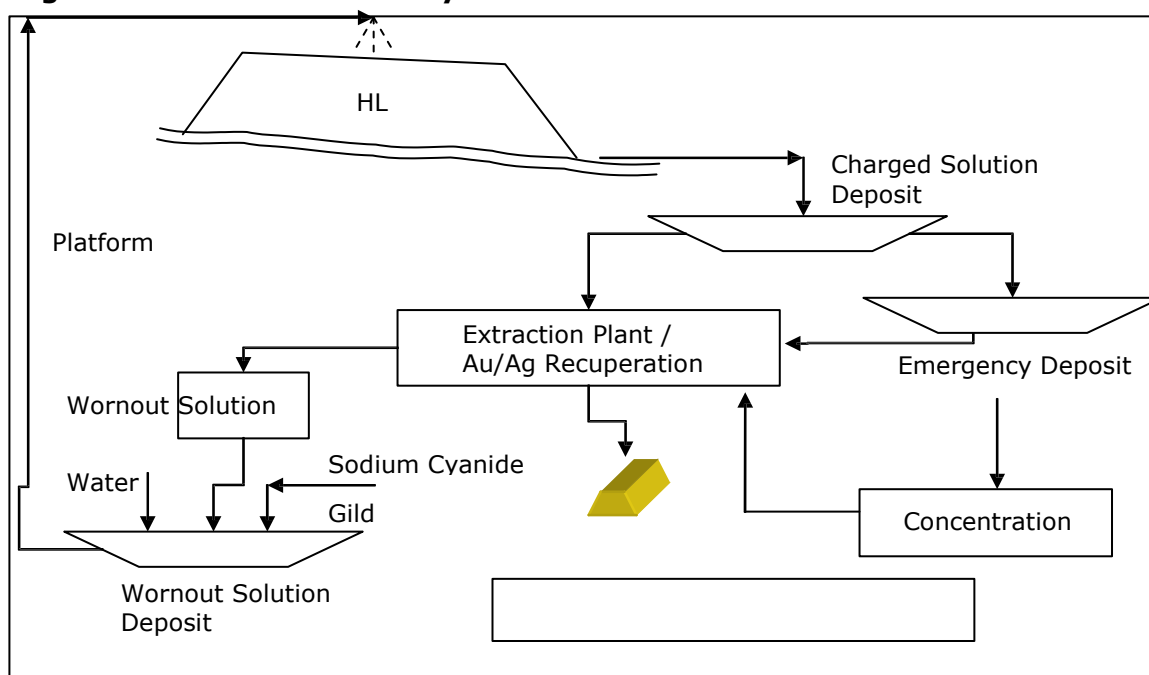 HL
Charged Solution
Deposit
Platform
Extraction Plant /
Au/Ag Recuperation
Emergency Deposit
Wornout Solution
Water
Sodium Cyanide
Gild
Concentration
Wornout Solution
Deposit